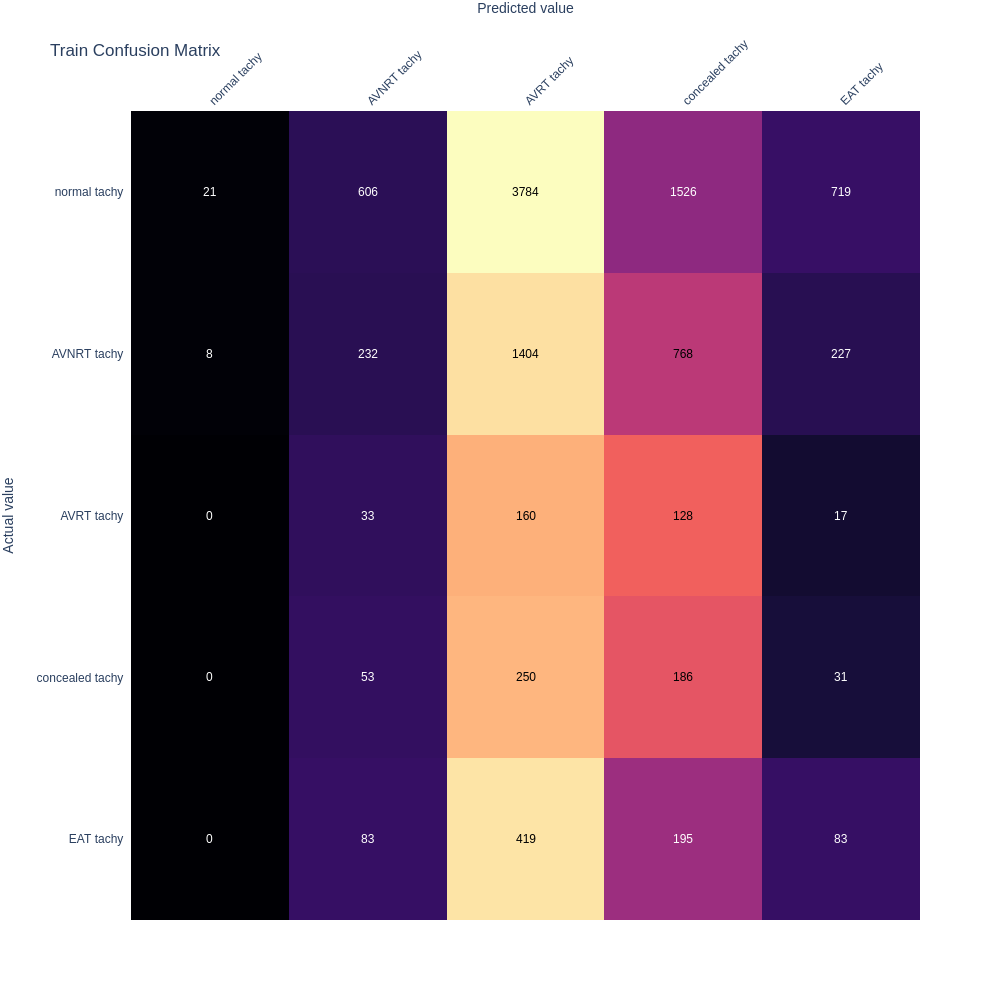 Predicted value
Train Confusion Matrix
normal tachy AVNRT tachy AVRT tachy concealed tachy EAT tachy
normal tachy 21 606 3784 1526 719
AVNRT tachy 8 232 1404 768 227
Actual value
AVRT tachy 0 33 160 128 17
concealed tachy 0 53 250 186 31
EAT tachy 0 83 419 195 83